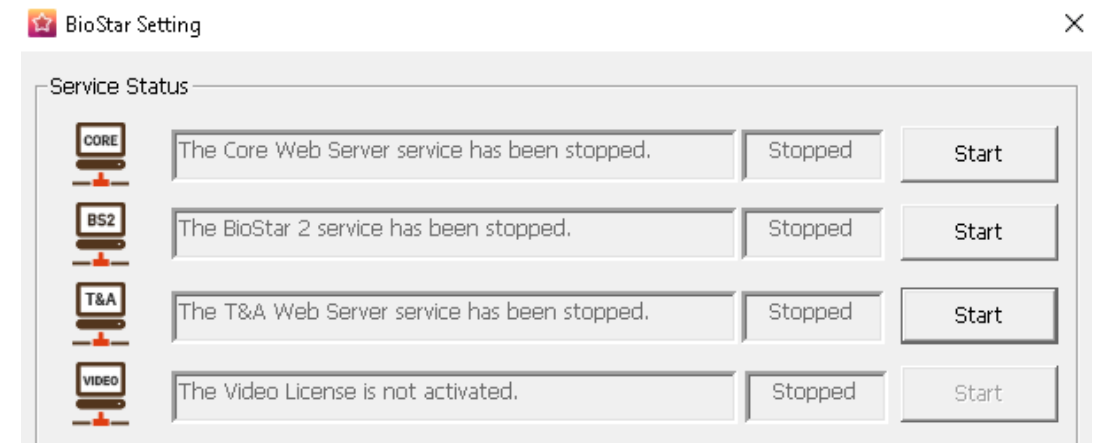 BioStar Setting
Service Status
CORE
The Core Web Server service has been stopped.
Stopped
Start
BS2
The BioStar 2 service has been stopped.
Stopped
Start
T&A
The T&A Web Server service has been stopped.
Stopped
Start
VIDEO
The Video License is not activated.
Stopped
Start